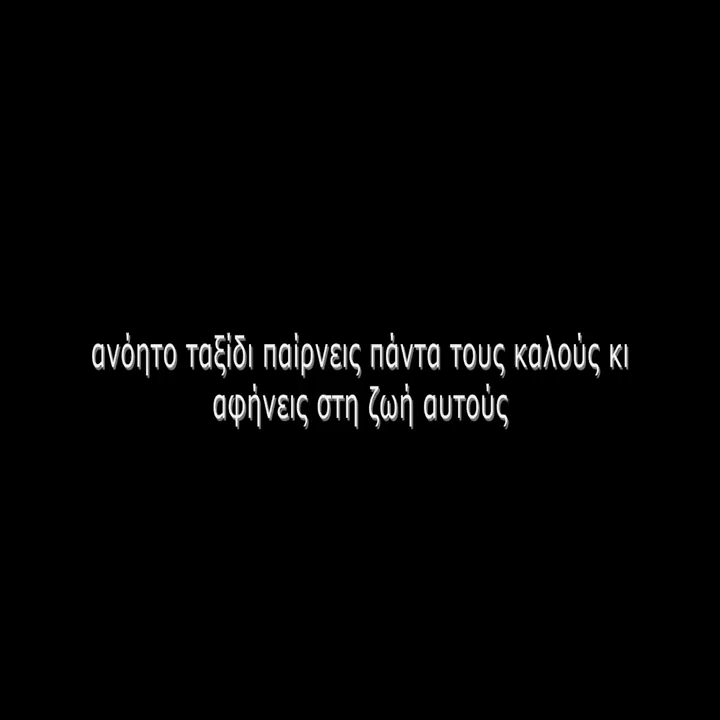 ανόητο ταξίδι παίρνεις πάντα τους καλούς κι
αφήνεις στη ζωή αυτούς